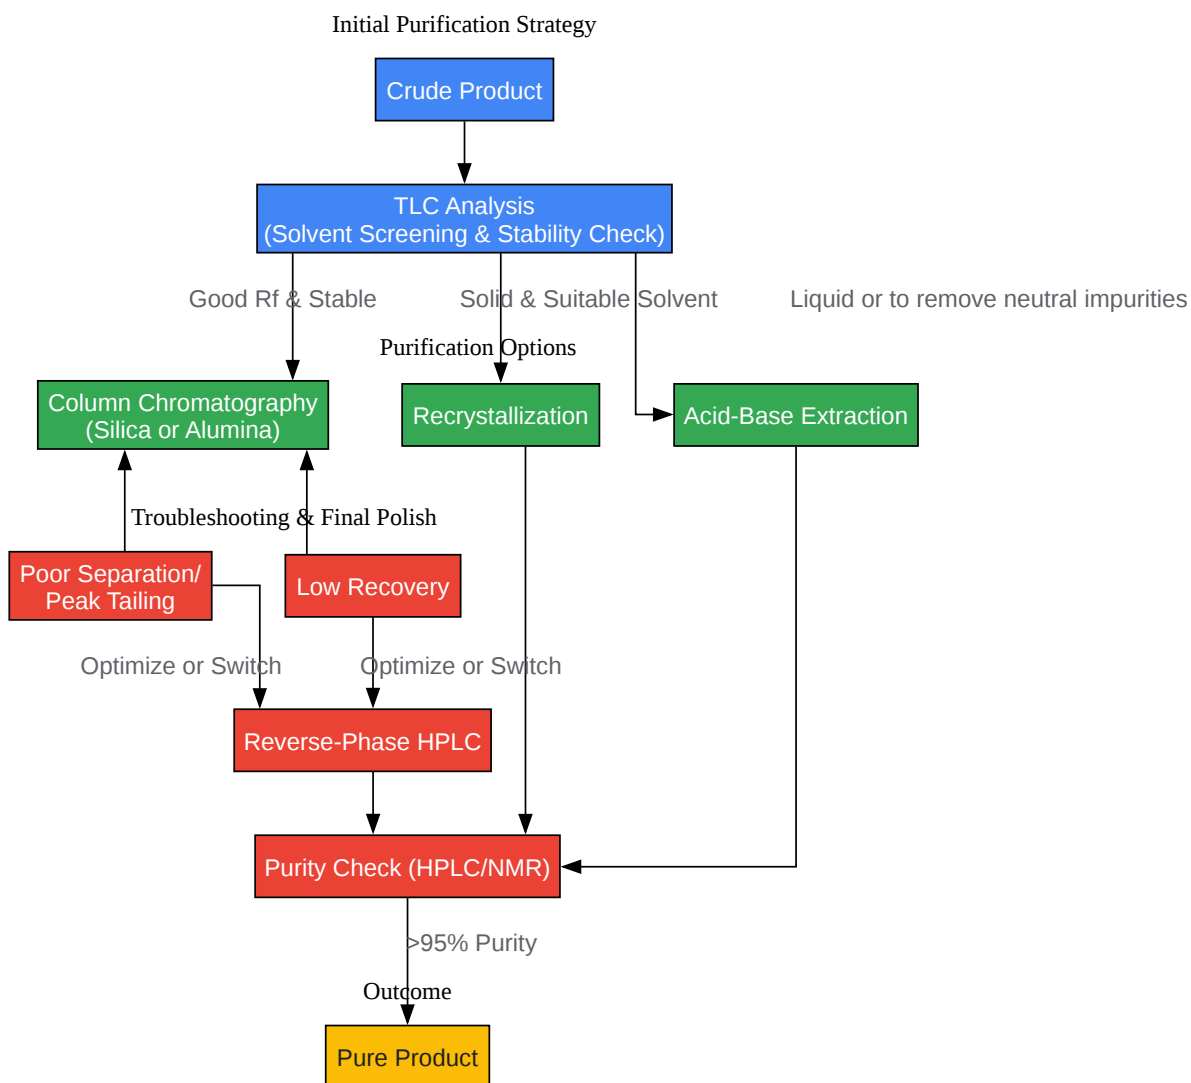 Initial Purification Strategy
Crude Product
TLC Analysis
(Solvent Screening & Stability Check)
Good Rf & Stable
Solid & Suitable Solvent
Liquid or to remove neutral impurities
Purification Options
Column Chromatography
(Silica or Alumina)
Recrystallization
Acid-Base Extraction
Troubleshooting & Final Polish
Poor Separation/
Peak Tailing
Low Recovery
Optimize or Switch
Optimize or Switch
Reverse-Phase HPLC
Purity Check (HPLC/NMR)
>95% Purity
Outcome
Pure Product